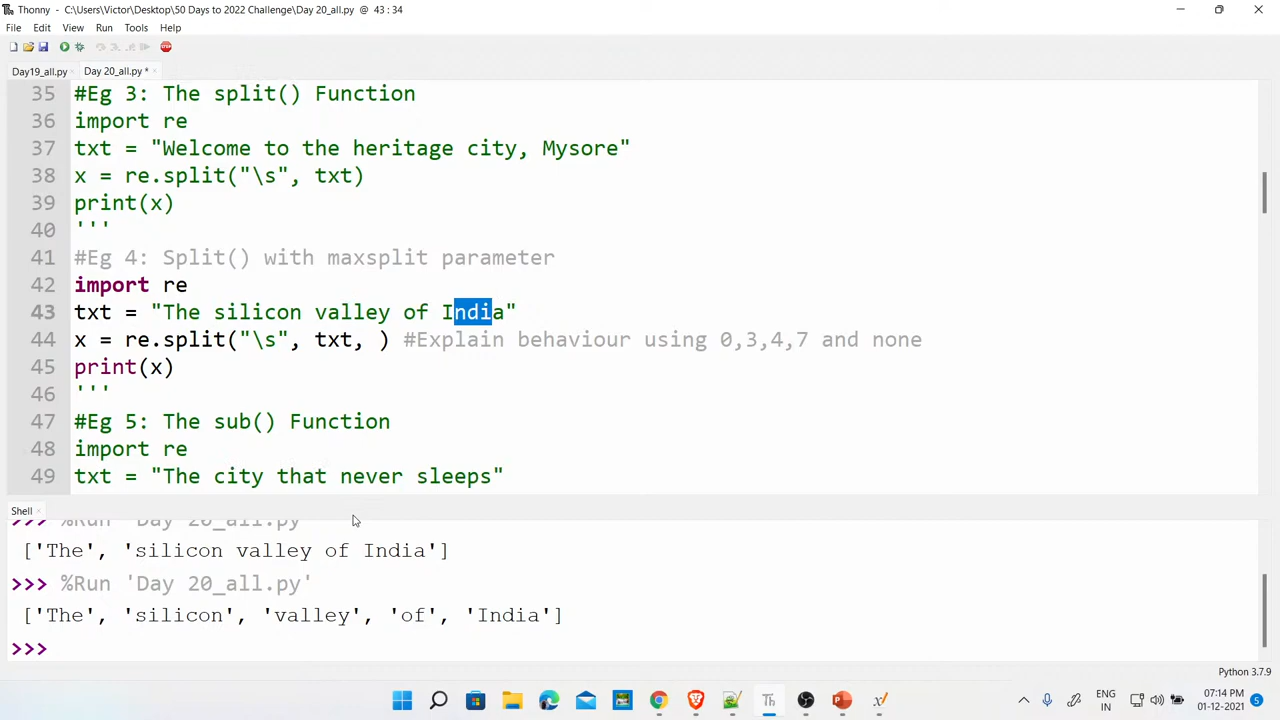 Thonny - C:\Users\Victor\Desktop\50 Days to 2022 Challenge\Day 20_all.py @ 43 : 34
File Edit View Run Tools Help
Day19_all.py × Day 20_all.py * ×
35 #Eg 3: The split() Function
36 import re
37 txt = "Welcome to the heritage city, Mysore"
38 x = re.split("\s", txt)
39 print(x)
40 '''
41 #Eg 4: Split() with maxsplit parameter
42 import re
43 txt = "The silicon valley of India"
44 x = re.split("\s", txt, ) #Explain behaviour using 0,3,4,7 and none
45 print(x)
46 '''
47 #Eg 5: The sub() Function
48 import re
49 txt = "The city that never sleeps"
Shell ×
>>> %Run 'Day 20_all.py'
['The', 'silicon valley of India']
>>> %Run 'Day 20_all.py'
['The', 'silicon', 'valley', 'of', 'India']
>>>
Python 3.7.9
ENG
IN
07:14 PM
01-12-2021
5